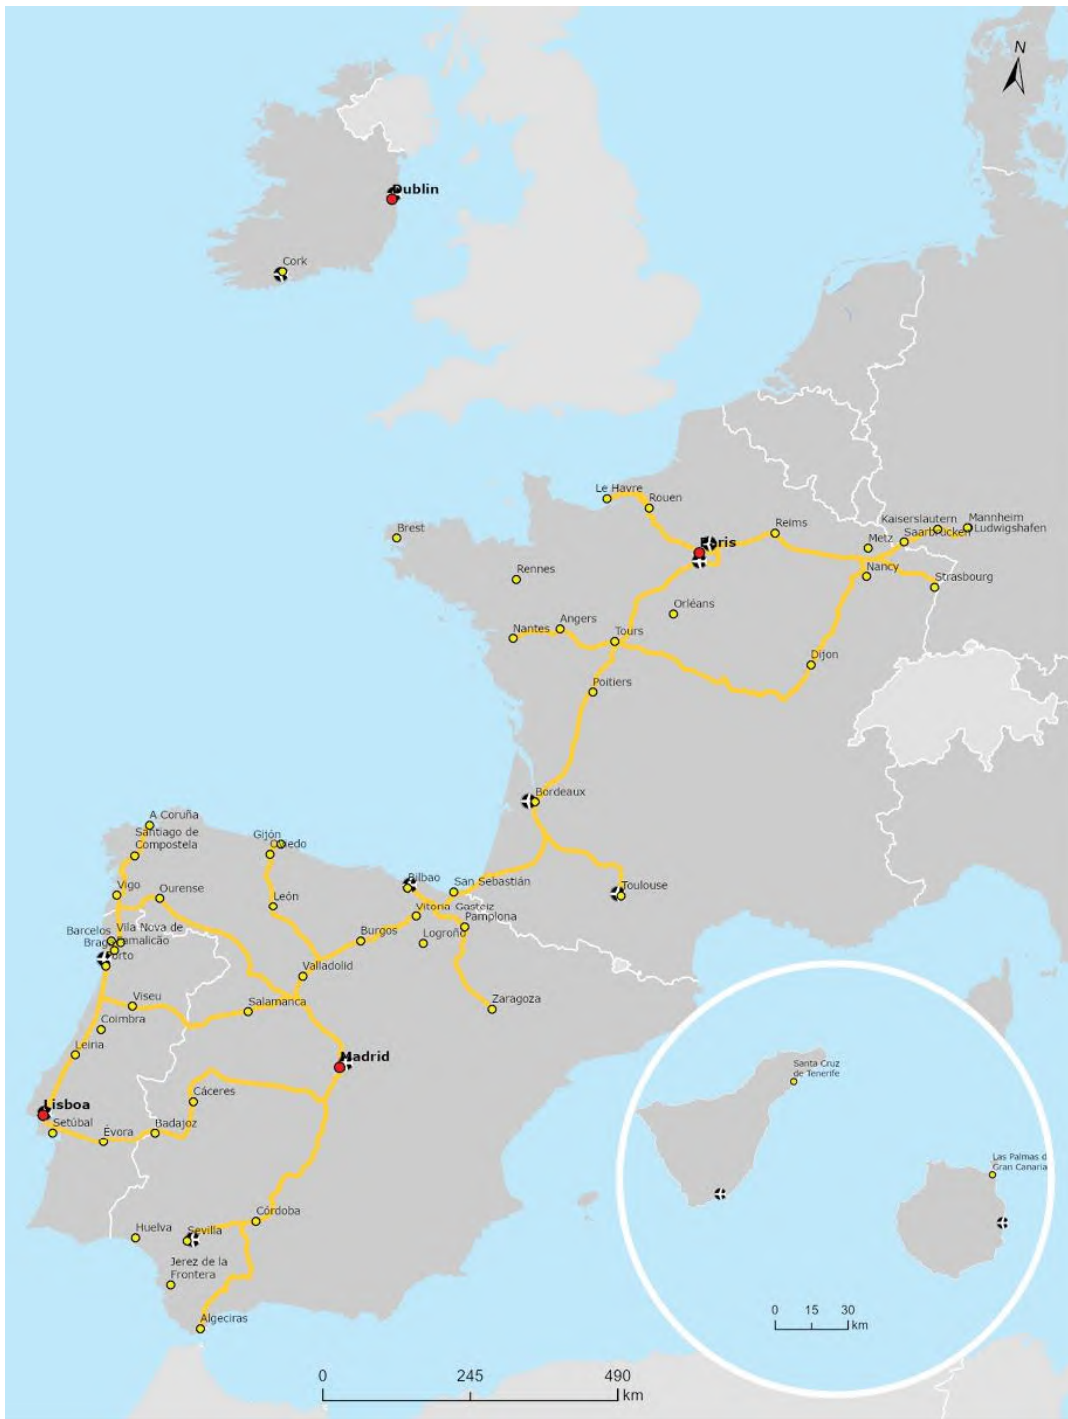 N
Dublin
Cork
Le Havre
Rouen
Brest
Paris
Reims
Kaiserslautern
Mannheim
Ludwigshafen
Saarbrücken
Metz
Rennes
Nancy
Strasbourg
Orléans
Angers
Nantes
Tours
Dijon
Poitiers
Bordeaux
A Coruña
Santiago de
Compostela
Gijón
Oviedo
Bilbao
San Sebastián
Toulouse
Vigo
Ourense
León
Vitoria-Gasteiz
Pamplona
Barcelos
Vila Nova de
Famalicão
Braga
Burgos
Logroño
Porto
Valladolid
Viseu
Salamanca
Zaragoza
Coimbra
Leiria
Madrid
Cáceres
Lisboa
Setúbal
Évora
Badajoz
Huelva
Sevilla
Córdoba
Jerez de la
Frontera
Algeciras
Santa Cruz
de Tenerife
Las Palmas d
Gran Canaria
0 15 30
km
0 245 490
km